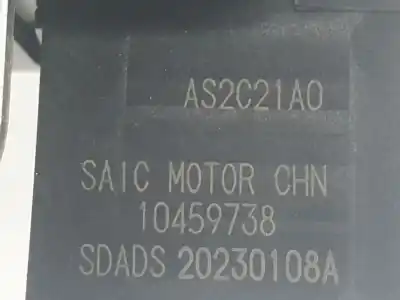 AS2C21A0
SAIC MOTOR CHN
10459738
SDADS 20230108A